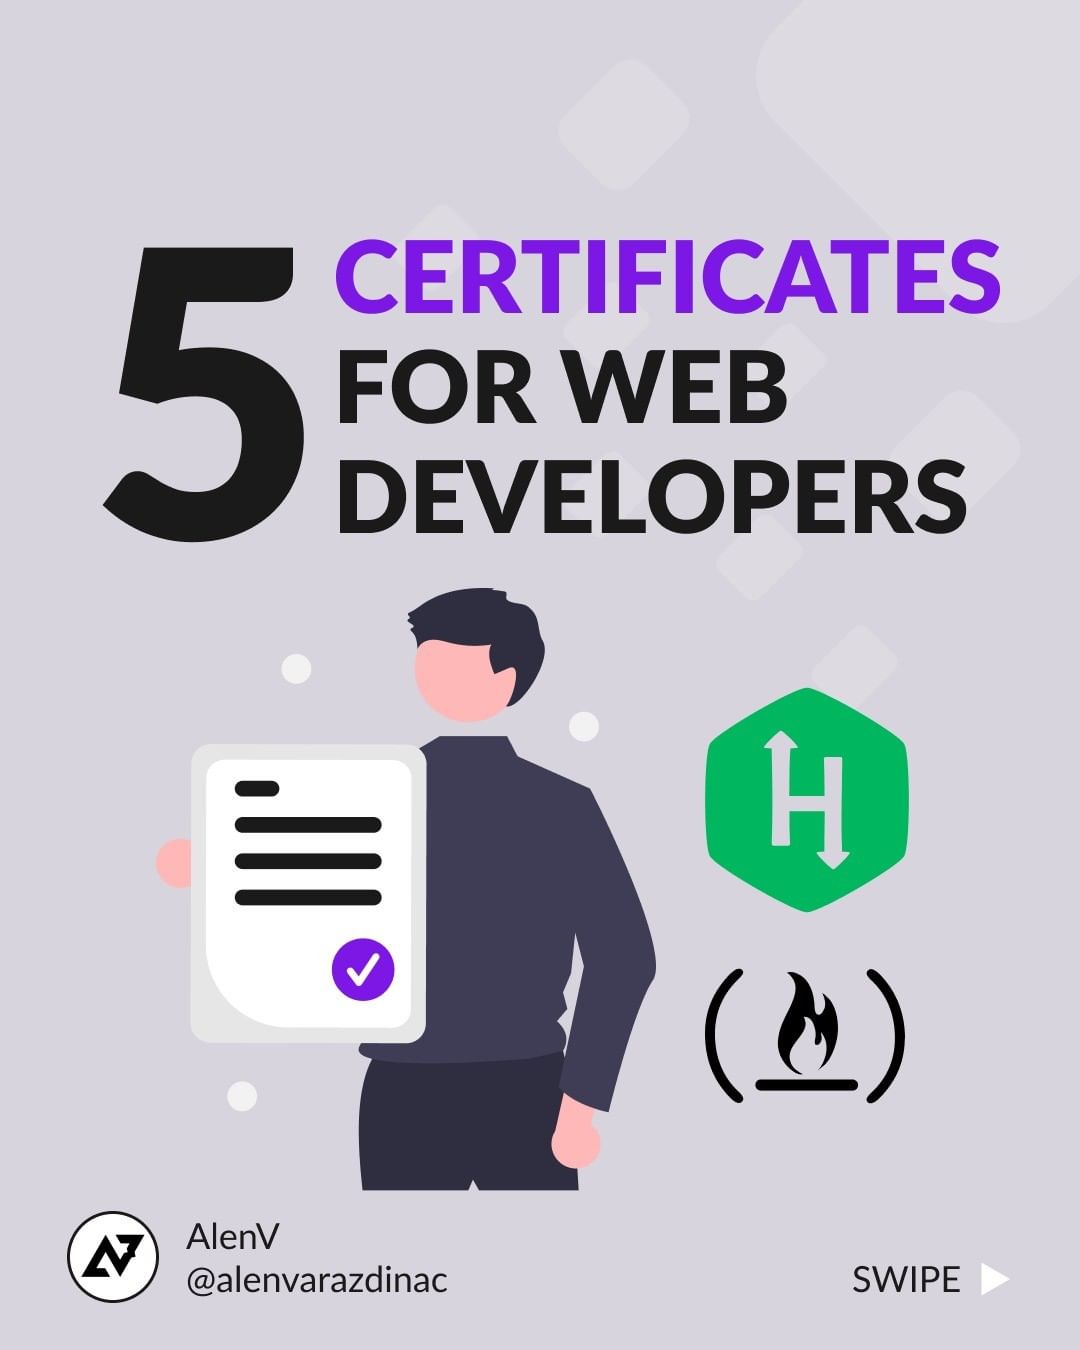 5 CERTIFICATES
FOR WEB
DEVELOPERS
H
AlenV
@alenvarazdinac
SWIPE